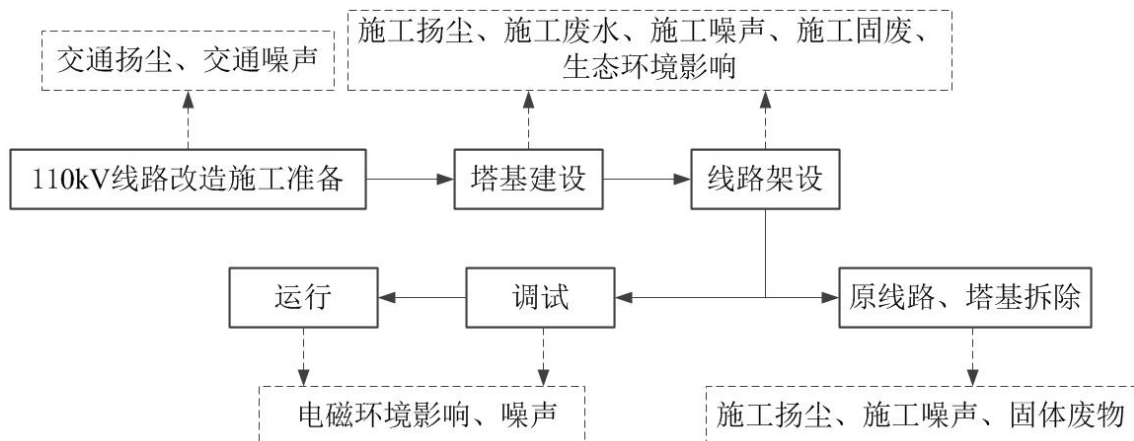 施工扬尘、施工废水、施工噪声、施工固废、
生态环境影响
交通扬尘、交通噪声
110kV线路改造施工准备
塔基建设
线路架设
运行
调试
原线路、塔基拆除
电磁环境影响、噪声
施工扬尘、施工噪声、固体废物